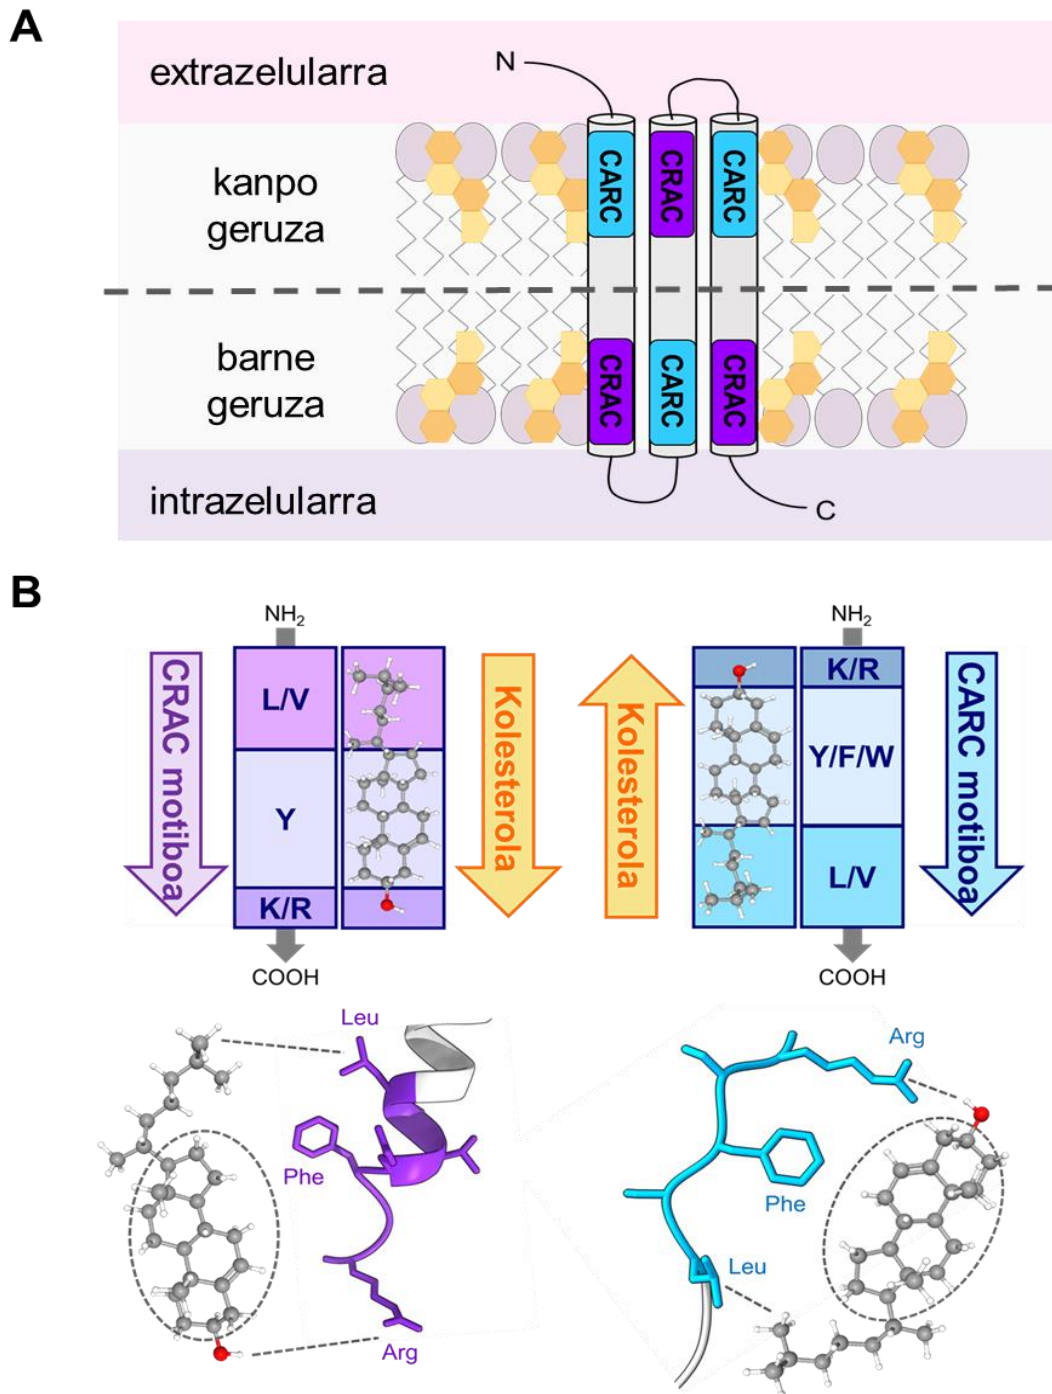 A
extrazelularra
N
kanpo
geruza
CARC
CRAC
CARC
barne
geruza
CRAC
CARC
CRAC
intrazelularra
C
B
NH2
NH2
CRAC motiboa
L/V
Y
K/R
Kolesterola
Kolesterola
K/R
Y/F/W
L/V
CARC motiboa
COOH
COOH
Leu
Phe
Arg
Arg
Phe
Leu